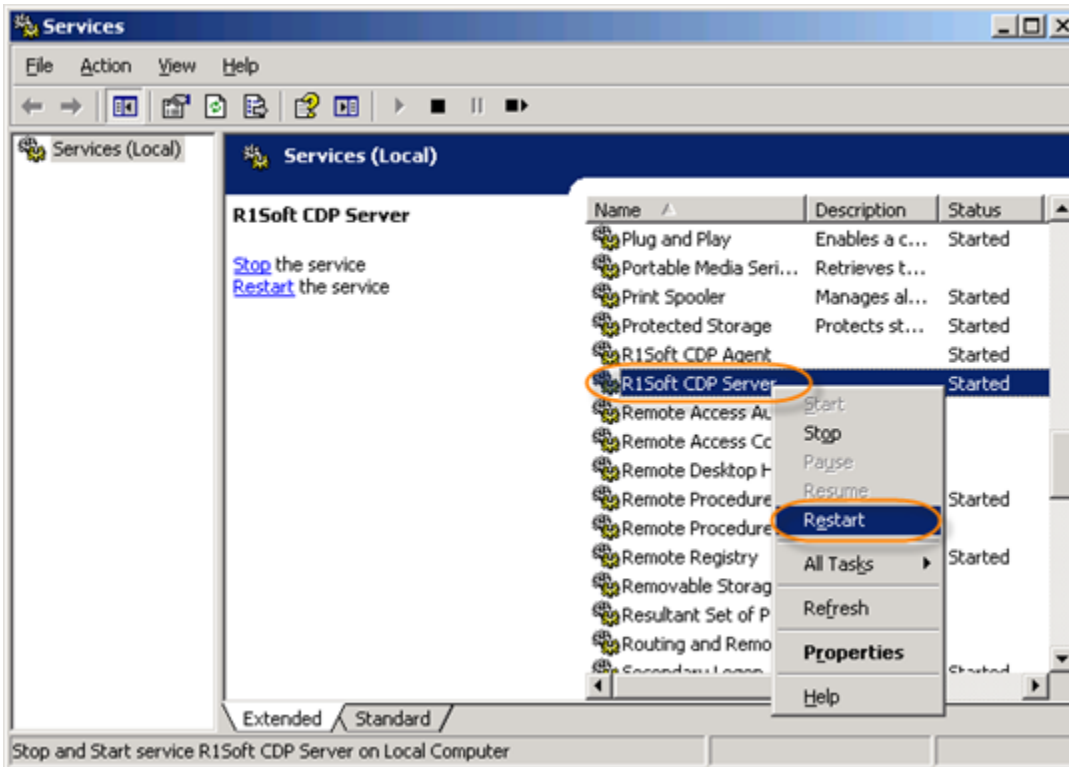 Services
File Action View Help
Services (Local)
Services (Local)
R1Soft CDP Server
Stop the service
Restart the service
Name Description Status
Plug and Play Enables a c... Started
Portable Media Seri... Retrieves t...
Print Spooler Manages al... Started
Protected Storage Protects st... Started
R1Soft CDP Agent Started
R1Soft CDP Server Started
Remote Access Au
Remote Access Co
Remote Desktop H
Remote Procedure Started
Remote Procedure
Remote Registry Started
Removable Storag
Resultant Set of P
Routing and Remo
Secondary Logon Started
Start
Stop
Pause
Resume
Restart
All Tasks
Refresh
Properties
Help
Extended Standard
Stop and Start service R1Soft CDP Server on Local Computer